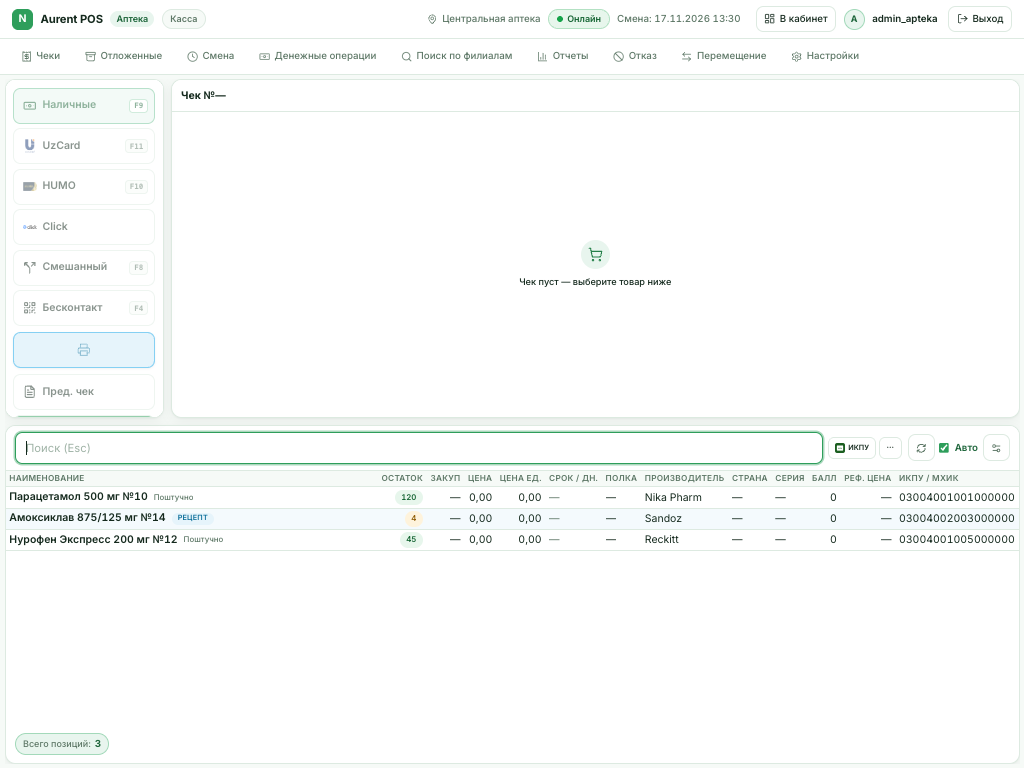 N Aurent POS Аптека Касса Центральная аптека Онлайн Смена: 17.11.2026 13:30 В кабинет A admin_apteka Выход
Чеки Отложенные Смена Денежные операции Поиск по филиалам Отчеты Отказ Перемещение Настройки
Наличные F9
UzCard F11
HUMO F10
Click
Смешанный F8
Бесконтакт F4
Пред. чек
Чек №—
Чек пуст — выберите товар ниже
Поиск (Esc) ИКПУ ... Авто
НАИМЕНОВАНИЕ ОСТАТОК ЗАКУП ЦЕНА ЦЕНА ЕД. СРОК / ДН. ПОЛКА ПРОИЗВОДИТЕЛЬ СТРАНА СЕРИЯ БАЛЛ РЕФ. ЦЕНА ИКПУ / МХИК
Парацетамол 500 мг №10 Поштучно 120 — 0,00 0,00 — — Nika Pharm — — 0 — 03004001001000000
Амоксиклав 875/125 мг №14 РЕЦЕПТ 4 — 0,00 0,00 — — Sandoz — — 0 — 03004002003000000
Нурофен Экспресс 200 мг №12 Поштучно 45 — 0,00 0,00 — — Reckitt — — 0 — 03004001005000000
Всего позиций: 3